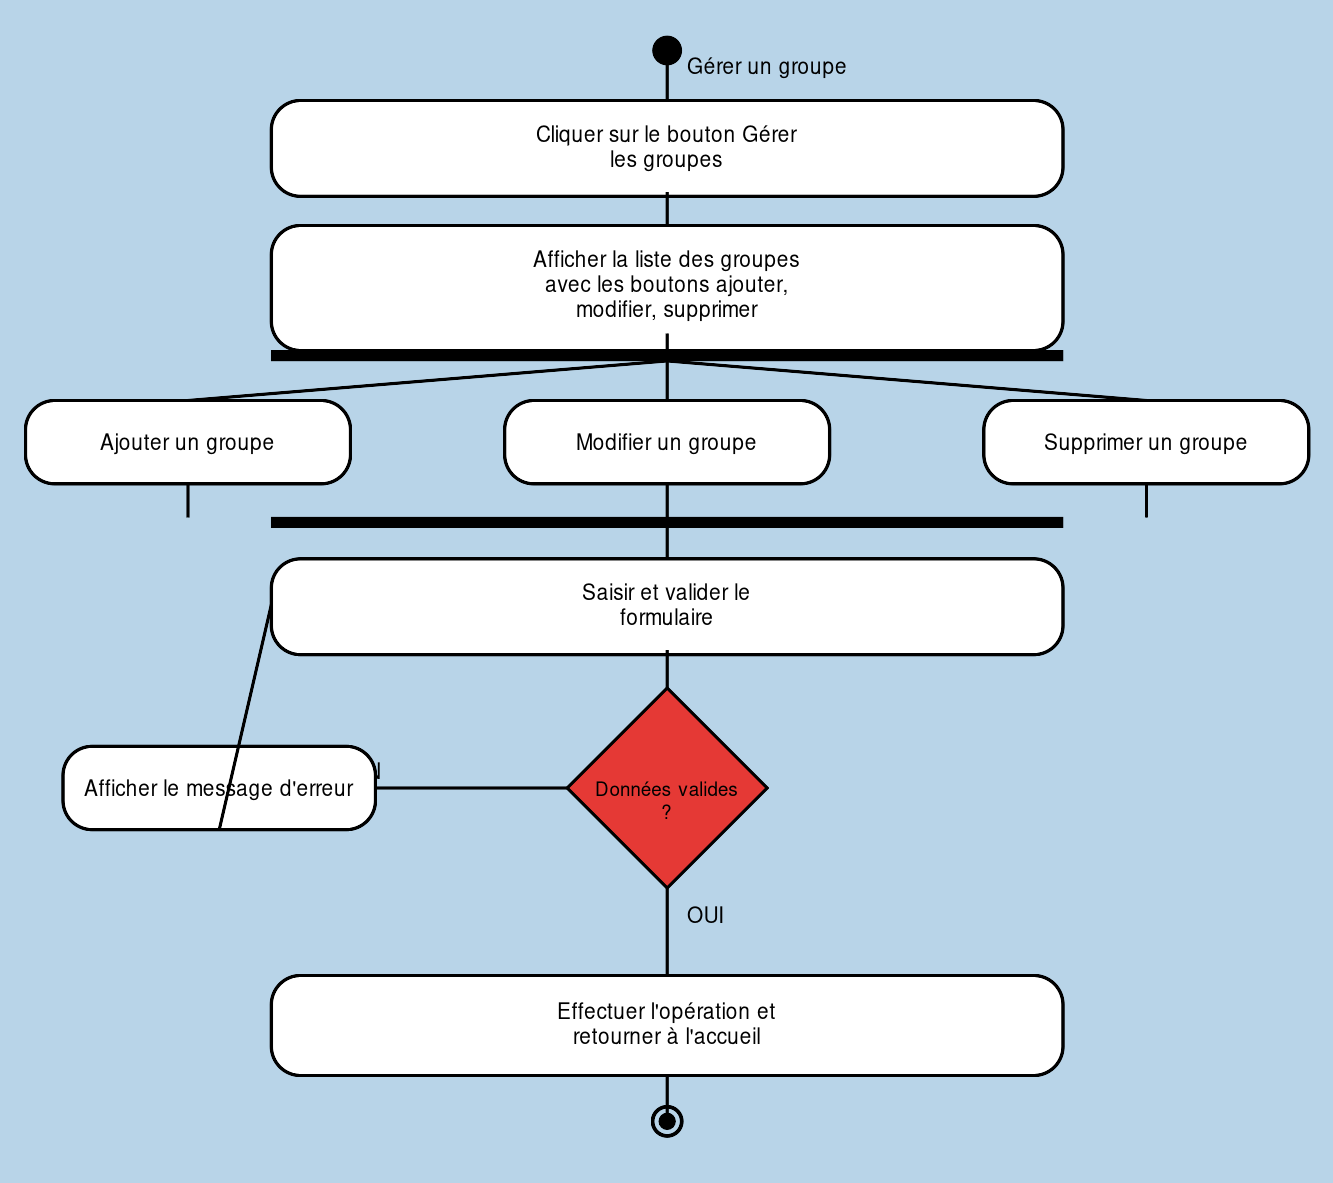 Gérer un groupe
Cliquer sur le bouton Gérer
les groupes
Afficher la liste des groupes
avec les boutons ajouter,
modifier, supprimer
Ajouter un groupe
Modifier un groupe
Supprimer un groupe
Saisir et valider le
formulaire
Afficher le message d'erreur
Données valides
?
OUI
Effectuer l'opération et
retourner à l'accueil